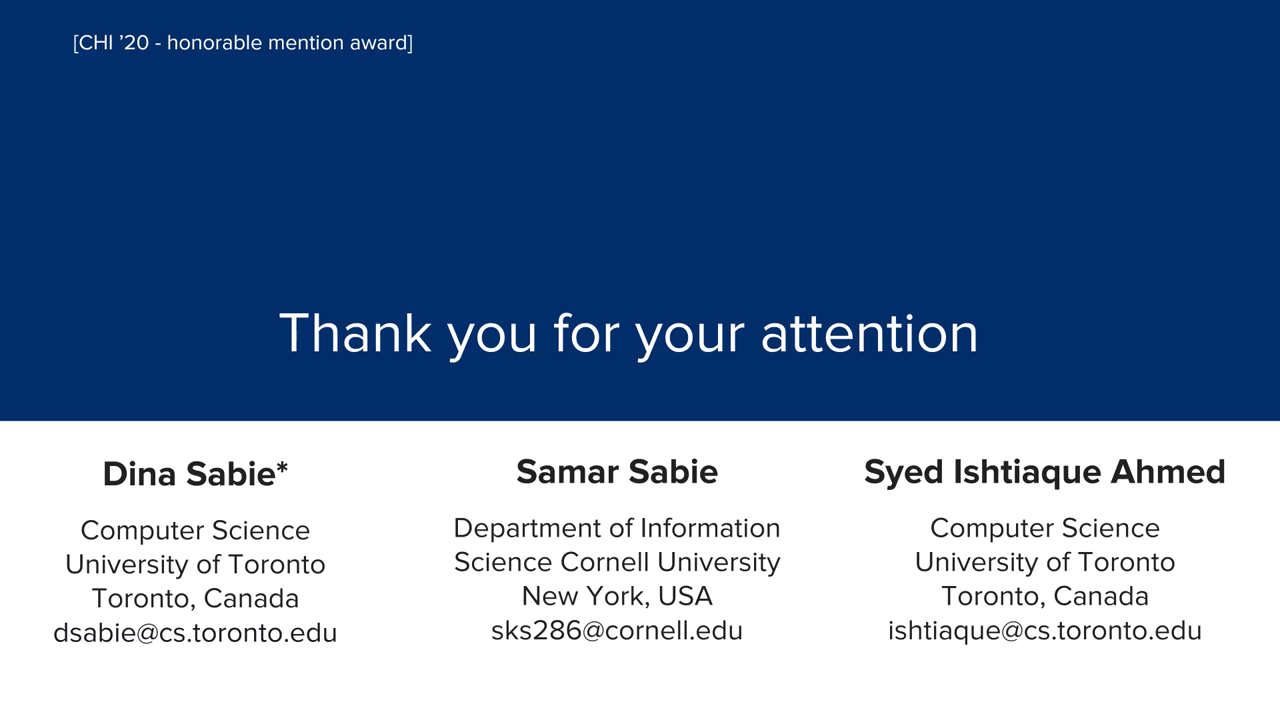 [CHI ’20 - honorable mention award]
Thank you for your attention
Dina Sabie*
Computer Science
University of Toronto
Toronto, Canada
dsabie@cs.toronto.edu
Samar Sabie
Department of Information
Science Cornell University
New York, USA
sks286@cornell.edu
Syed Ishtiaque Ahmed
Computer Science
University of Toronto
Toronto, Canada
ishtiaque@cs.toronto.edu